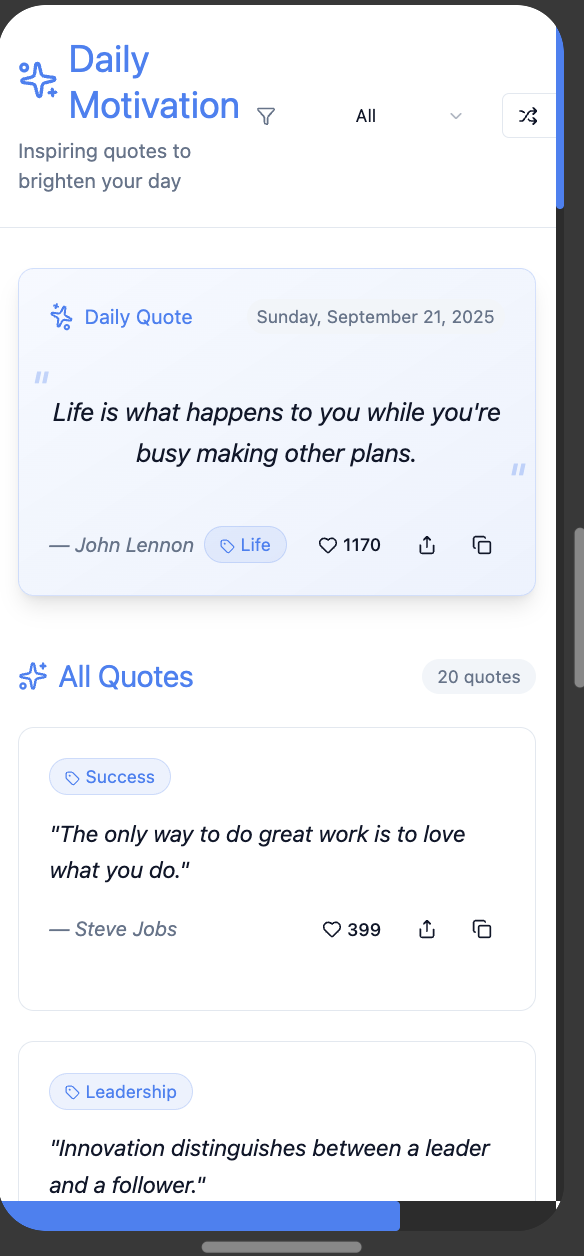 Daily
Motivation
All
Inspiring quotes to
brighten your day
Daily Quote
Sunday, September 21, 2025
"
Life is what happens to you while you're
busy making other plans.
"
— John Lennon
Life
1170
All Quotes
20 quotes
Success
"The only way to do great work is to love
what you do."
— Steve Jobs
399
Leadership
"Innovation distinguishes between a leader
and a follower."